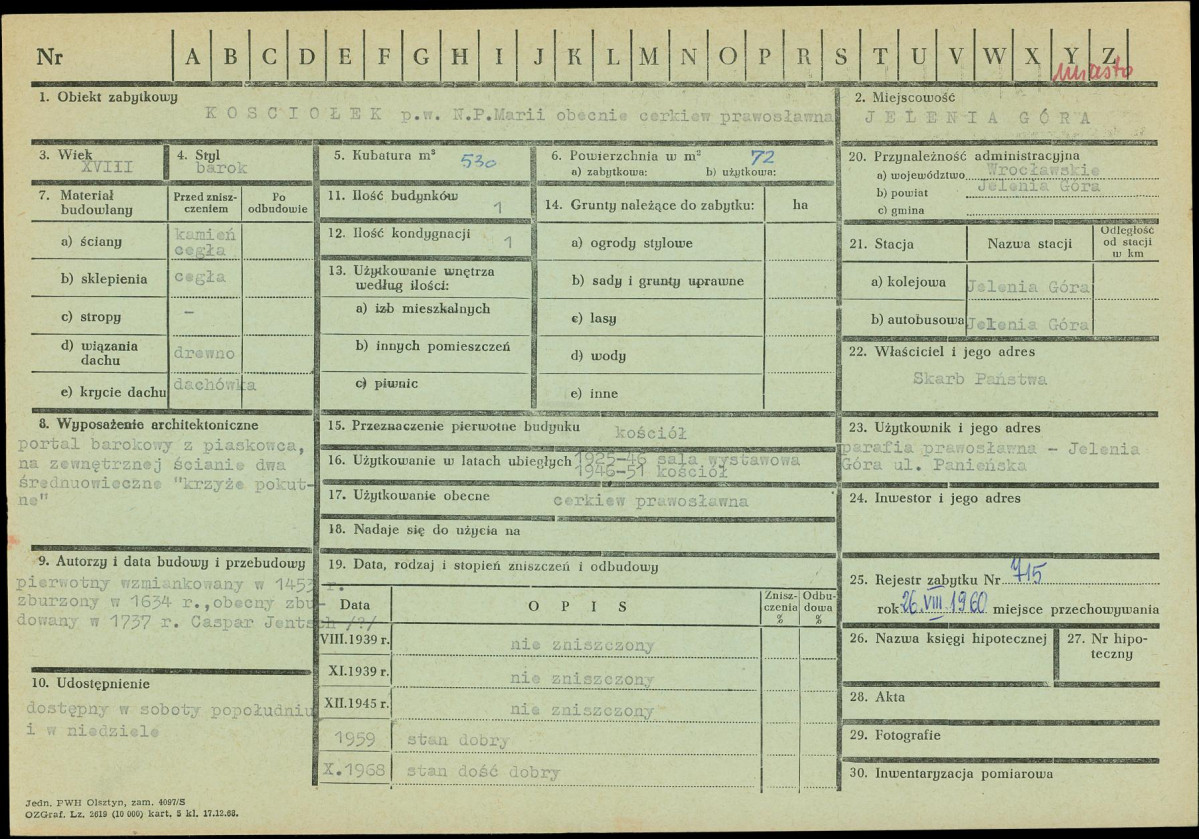 Nr A B C D E F G H I J K L M N O P R S T U V W X Y Z
miasto
1. Obiekt zabytkowy
KOSCIOŁEK p.w. N.P.Marii obecnie cerkiew prawosławna
2. Miejscowość
JELENIA GÓRA
3. Wiek
XVIII
4. Styl
barok
5. Kubatura m³ 530
6. Powierzchnia w m² 72
a) zabytkowa: b) użytkowa:
7. Materiał budowlany
Przed znisz-
czeniem
Po
odbudowie
a) ściany kamień
cegła
b) sklepienia cegła
c) stropy –
d) wiązania
dachu drewno
e) krycie dachu dachówka
8. Wyposażenie architektoniczne
portal barokowy z piaskowca,
na zewnętrznej ścianie dwa
średnuowieczne "krzyże pokut-
ne"
9. Autorzy i data budowy i przebudowy
pierwotny wzmiankowany w 1453 r.
zburzony w 1634 r.,obecny zbu-
dowany w 1737 r. Caspar Jentsch /?/
10. Udostępnienie
dostępny w soboty popołudniu
i w niedziele
11. Ilość budynków 1
12. Ilość kondygnacji 1
13. Użytkowanie wnętrza
według ilości:
a) izb mieszkalnych
b) innych pomieszczeń
c) piwnic
14. Grunty należące do zabytku: ha
a) ogrody stylowe
b) sady i grunty uprawne
c) lasy
d) wody
e) inne
15. Przeznaczenie pierwotne budynku kościół
16. Użytkowanie w latach ubiegłych 1925-46 sala wystawowa
1946-51 kościół
17. Użytkowanie obecne cerkiew prawosławna
18. Nadaje się do użycia na
19. Data, rodzaj i stopień zniszczeń i odbudowy
Data OPIS Znisz-
czenia
% Odbu-
dowa
%
VIII.1939 r. nie zniszczony
XI.1939 r. nie zniszczony
XII.1945 r. nie zniszczony
1959 stan dobry
X.1968 stan dość dobry
20. Przynależność administracyjna
a) województwo Wrocławskie
b) powiat Jelenia Góra
c) gmina
21. Stacja Nazwa stacji Odległość
od stacji
w km
a) kolejowa Jelenia Góra
b) autobusowa Jelenia Góra
22. Właściciel i jego adres
Skarb Państwa
23. Użytkownik i jego adres
parafia prawosławna - Jelenia
Góra ul. Panieńska
24. Inwestor i jego adres
25. Rejestr zabytku Nr 715
rok 26.VIII.1960 miejsce przechowywania
26. Nazwa księgi hipotecznej
27. Nr hipo-
teczny
28. Akta
29. Fotografie
30. Inwentaryzacja pomiarowa
Jedn. PWH Olsztyn, zam. 4097/S
OZGraf. Lz. 2619 (10 000) kart. 5 kl. 17.12.68.